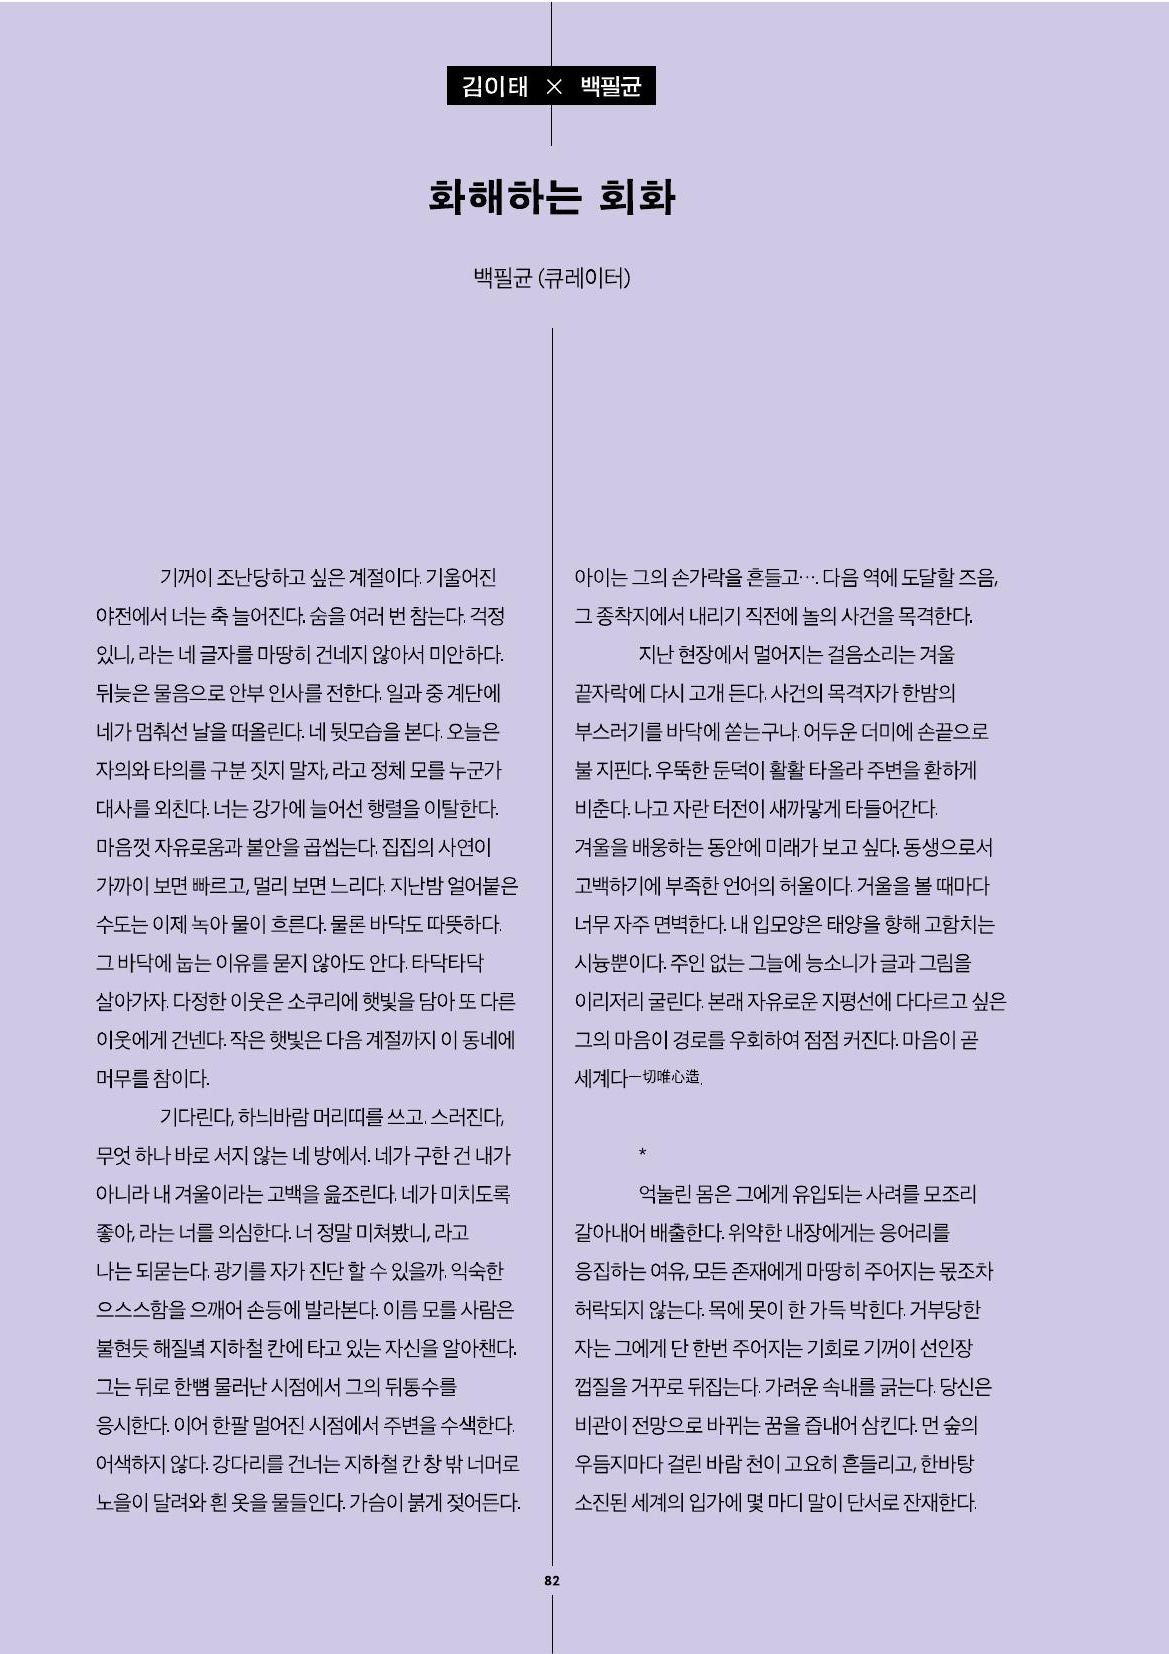 김이태 × 백필균
화해하는 회화
백필균 (큐레이터)
기꺼이 조난당하고 싶은 계절이다. 기울어진
야전에서 너는 축 늘어진다. 숨을 여러 번 참는다. 걱정
있니, 라는 네 글자를 마땅히 건네지 않아서 미안하다.
뒤늦은 물음으로 안부 인사를 전한다. 일과 중 계단에
네가 멈춰선 날을 떠올린다. 네 뒷모습을 본다. 오늘은
자의와 타의를 구분 짓지 말자, 라고 정체 모를 누군가
대사를 외친다. 너는 강가에 늘어선 행렬을 이탈한다.
마음껏 자유로움과 불안을 곱씹는다. 집집의 사연이
가까이 보면 빠르고, 멀리 보면 느리다. 지난밤 얼어붙은
수도는 이제 녹아 물이 흐른다. 물론 바닥도 따뜻하다.
그 바닥에 눕는 이유를 묻지 않아도 안다. 타닥타닥
살아가자. 다정한 이웃은 소쿠리에 햇빛을 담아 또 다른
이웃에게 건넨다. 작은 햇빛은 다음 계절까지 이 동네에
머무를 참이다.
기다린다, 하늬바람 머리띠를 쓰고. 스러진다,
무엇 하나 바로 서지 않는 네 방에서. 네가 구한 건 내가
아니라 내 겨울이라는 고백을 읊조린다. 네가 미치도록
좋아, 라는 너를 의심한다. 너 정말 미쳐봤니, 라고
나는 되묻는다. 광기를 자가 진단 할 수 있을까. 익숙한
으스스함을 으깨어 손등에 발라본다. 이름 모를 사람은
불현듯 해질녘 지하철 칸에 타고 있는 자신을 알아챈다.
그는 뒤로 한뼘 물러난 시점에서 그의 뒤통수를
응시한다. 이어 한팔 멀어진 시점에서 주변을 수색한다.
어색하지 않다. 강다리를 건너는 지하철 칸 창 밖 너머로
노을이 달려와 흰 옷을 물들인다. 가슴이 붉게 젖어든다.
아이는 그의 손가락을 흔들고…. 다음 역에 도달할 즈음,
그 종착지에서 내리기 직전에 놀의 사건을 목격한다.
지난 현장에서 멀어지는 걸음소리는 겨울
끝자락에 다시 고개 든다. 사건의 목격자가 한밤의
부스러기를 바닥에 쏟는구나. 어두운 더미에 손끝으로
불 지핀다. 우뚝한 둔덕이 활활 타올라 주변을 환하게
비춘다. 나고 자란 터전이 새까맣게 타들어간다.
겨울을 배웅하는 동안에 미래가 보고 싶다. 동생으로서
고백하기에 부족한 언어의 허울이다. 거울을 볼 때마다
너무 자주 면벽한다. 내 입모양은 태양을 향해 고함치는
시늉뿐이다. 주인 없는 그늘에 능소니가 글과 그림을
이리저리 굴린다. 본래 자유로운 지평선에 다다르고 싶은
그의 마음이 경로를 우회하여 점점 커진다. 마음이 곧
세계다一切唯心造.
*
억눌린 몸은 그에게 유입되는 사려를 모조리
갈아내어 배출한다. 위약한 내장에게는 응어리를
응집하는 여유, 모든 존재에게 마땅히 주어지는 몫조차
허락되지 않는다. 목에 못이 한 가득 박힌다. 거부당한
자는 그에게 단 한번 주어지는 기회로 기꺼이 선인장
껍질을 거꾸로 뒤집는다. 가려운 속내를 긁는다. 당신은
비관이 전망으로 바뀌는 꿈을 즙내어 삼킨다. 먼 숲의
우듬지마다 걸린 바람 천이 고요히 흔들리고, 한바탕
소진된 세계의 입가에 몇 마디 말이 단서로 잔재한다.
82